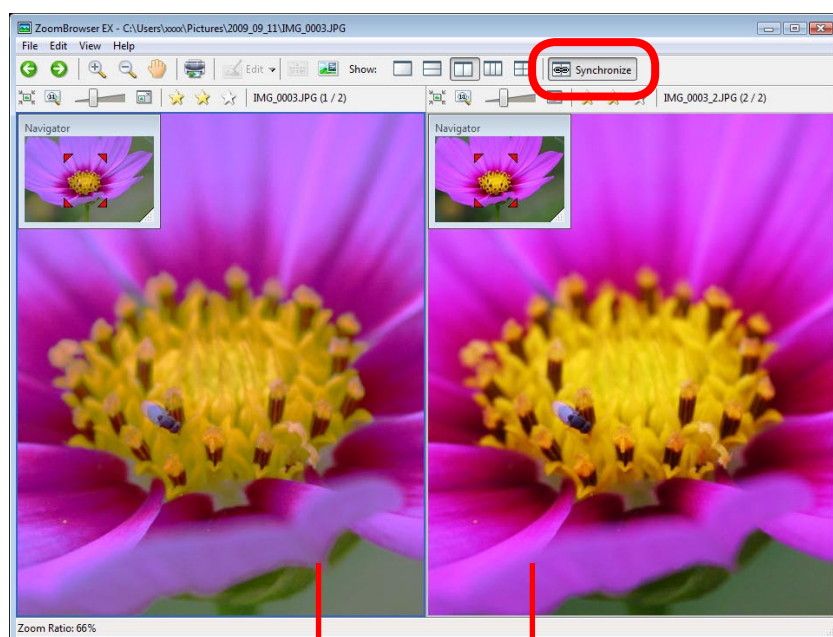 ZoomBrowser EX - C:\Users\xxxx\Pictures\2009_09_11\IMG_0003.JPG
File Edit View Help
Edit Show: Synchronize
IMG_0003.JPG (1 / 2) IMG_0003_2.JPG (2 / 2)
Navigator Navigator
Zoom Ratio: 66%